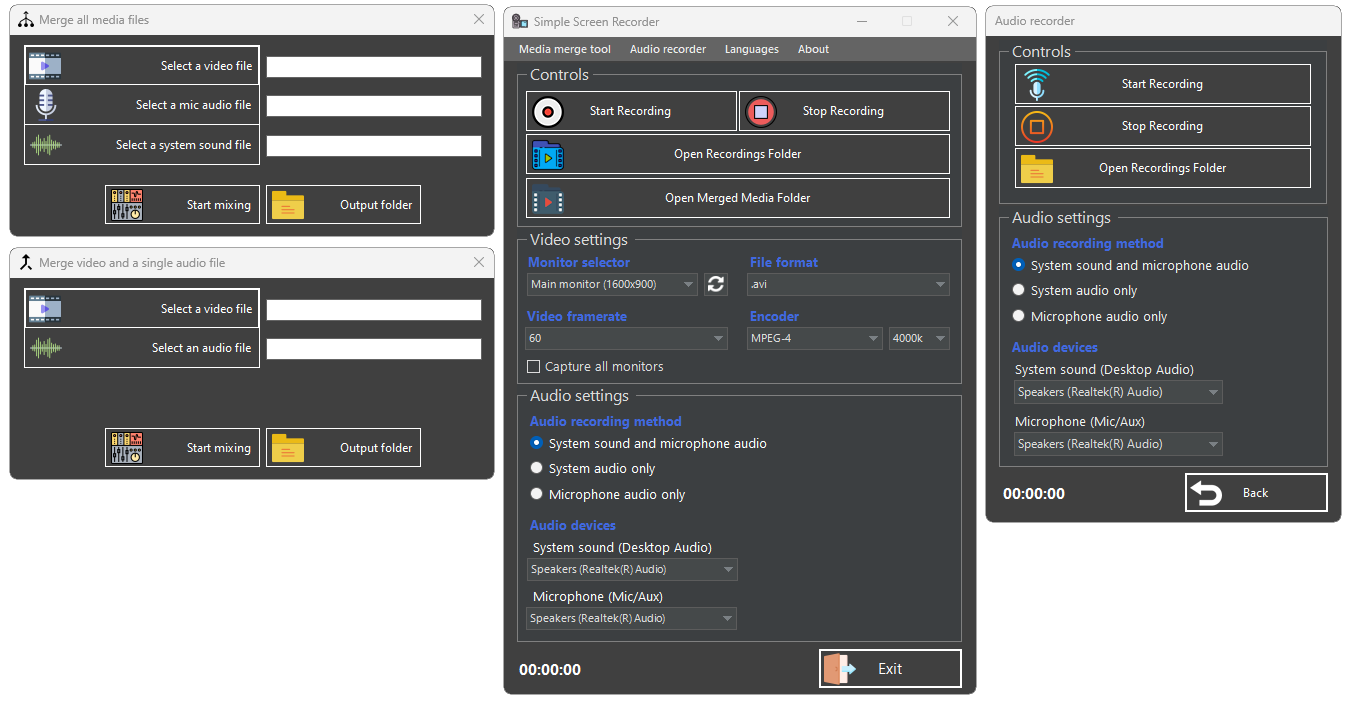 Merge all media files
Select a video file
Select a mic audio file
Select a system sound file
Start mixing
Output folder
Merge video and a single audio file
Select a video file
Select an audio file
Start mixing
Output folder
Simple Screen Recorder
Media merge tool Audio recorder Languages About
Controls
Start Recording
Stop Recording
Open Recordings Folder
Open Merged Media Folder
Video settings
Monitor selector File format
Main monitor (1600x900) .avi
Video framerate Encoder
60 MPEG-4 4000k
Capture all monitors
Audio settings
Audio recording method
System sound and microphone audio
System audio only
Microphone audio only
Audio devices
System sound (Desktop Audio)
Speakers (Realtek(R) Audio)
Microphone (Mic/Aux)
Speakers (Realtek(R) Audio)
00:00:00
Exit
Audio recorder
Controls
Start Recording
Stop Recording
Open Recordings Folder
Audio settings
Audio recording method
System sound and microphone audio
System audio only
Microphone audio only
Audio devices
System sound (Desktop Audio)
Speakers (Realtek(R) Audio)
Microphone (Mic/Aux)
Speakers (Realtek(R) Audio)
00:00:00
Back